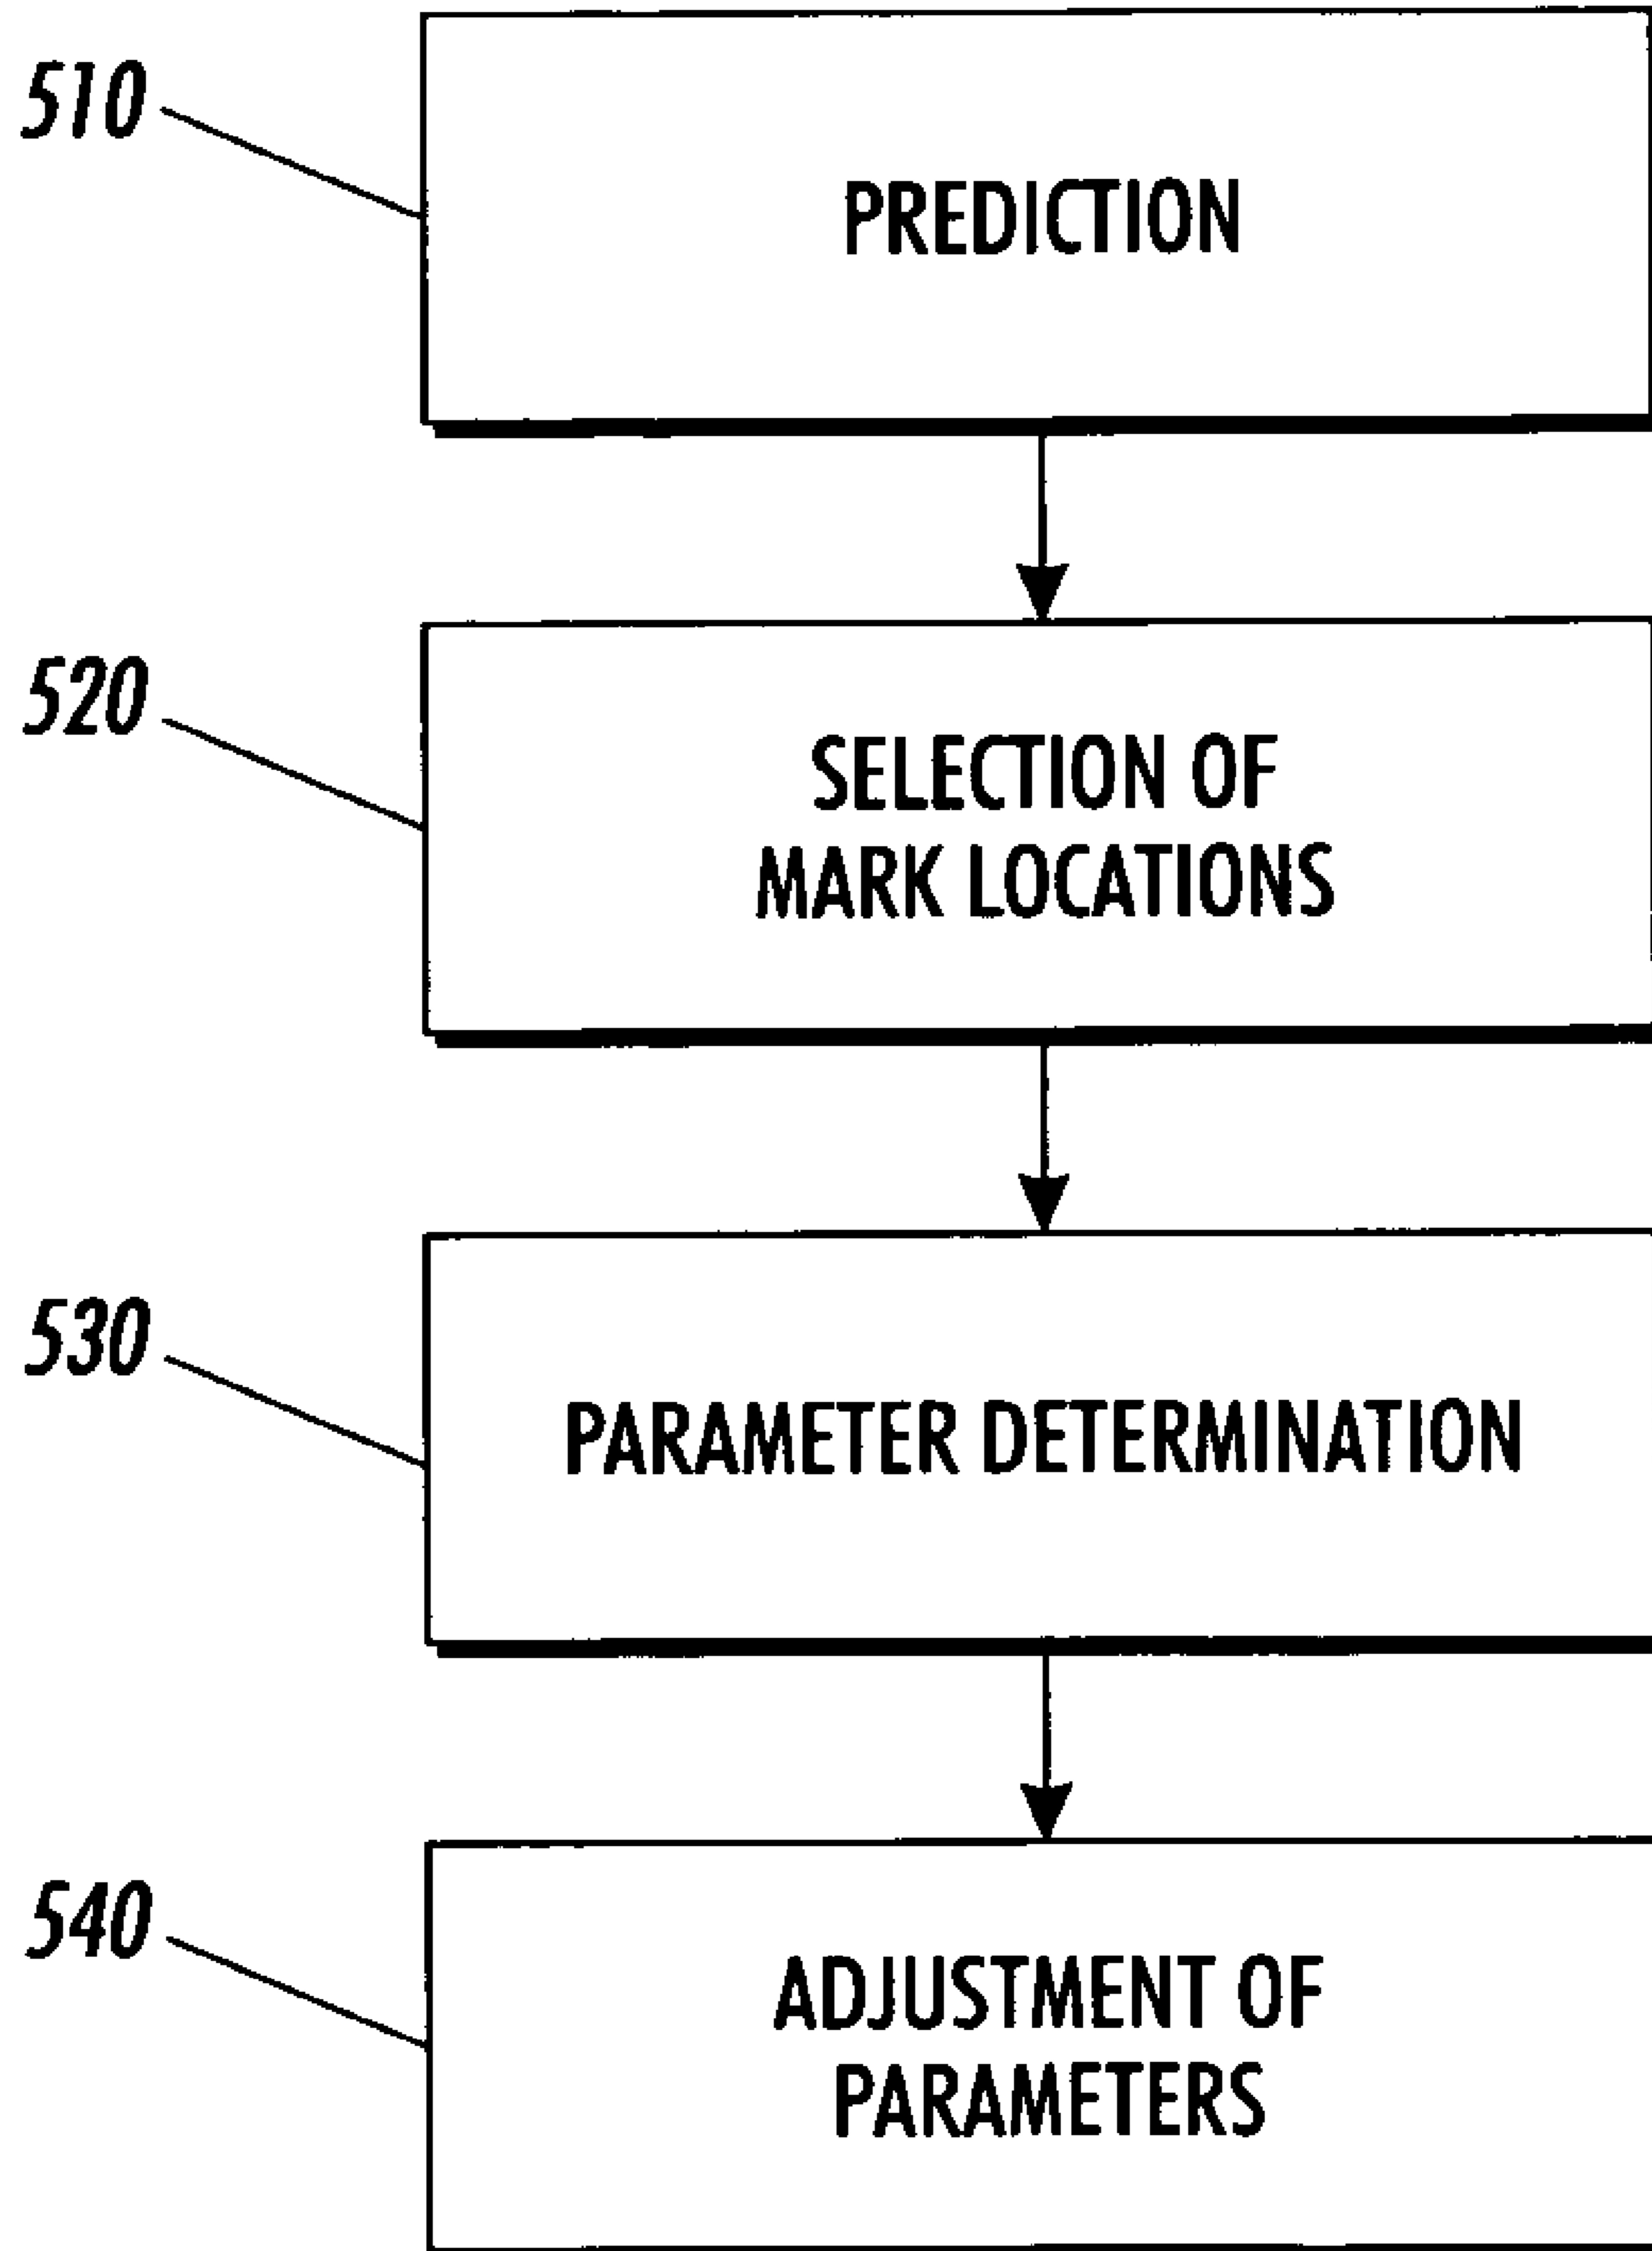 510
PREDICTION
520
SELECTION OF
MARK LOCATIONS
530
PARAMETER DETERMINATION
540
ADJUSTMENT OF
PARAMETERS